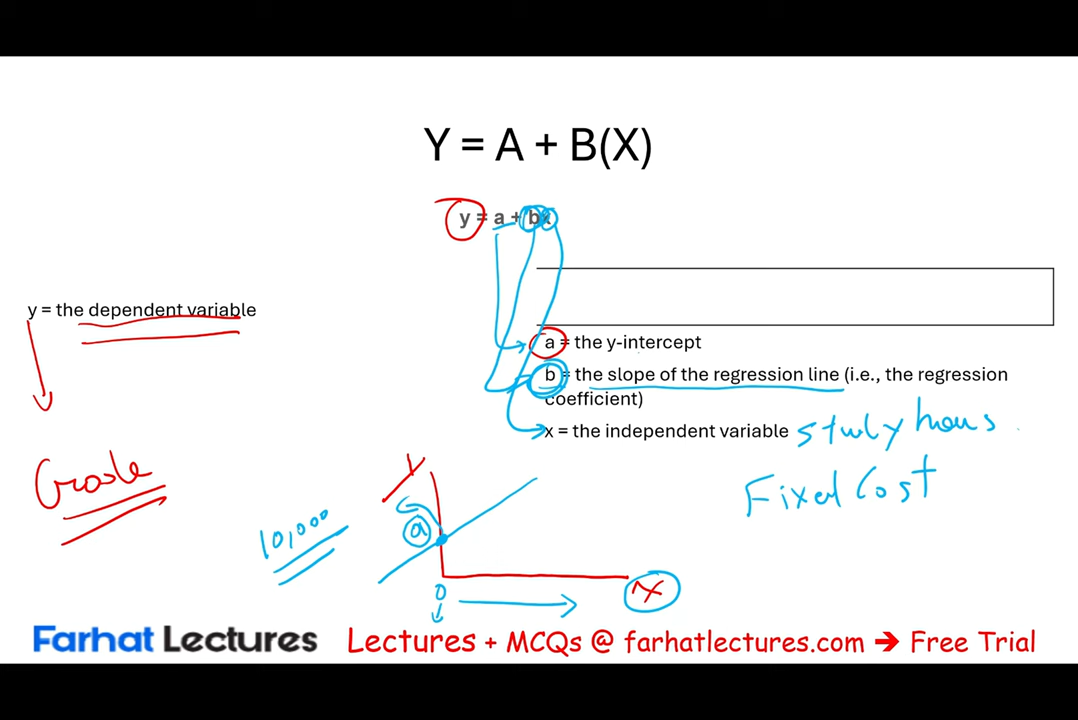 Y = A + B(X)
y = a + bx
y = the dependent variable
a = the y-intercept
b = the slope of the regression line (i.e., the regression
coefficient)
x = the independent variable study hours
Grade
Fixed Cost
Y
10,000
a
0
X
Farhat Lectures Lectures + MCQs @ farhatlectures.com → Free Trial